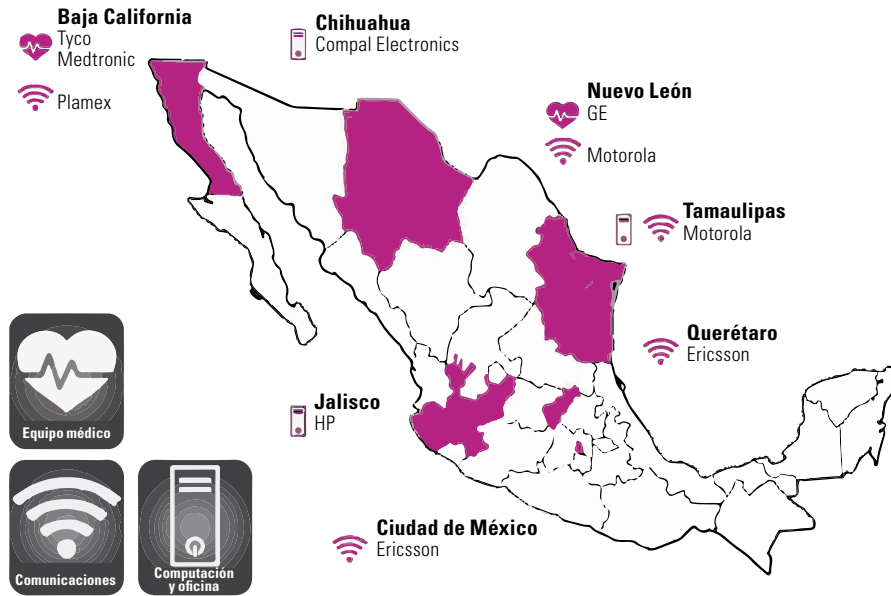 Baja California
Tyco
Medtronic
Plamex
Chihuahua
Compal Electronics
Nuevo León
GE
Motorola
Tamaulipas
Motorola
Querétaro
Ericsson
Jalisco
HP
Ciudad de México
Ericsson
Equipo médico
Comunicaciones
Computación
y oficina